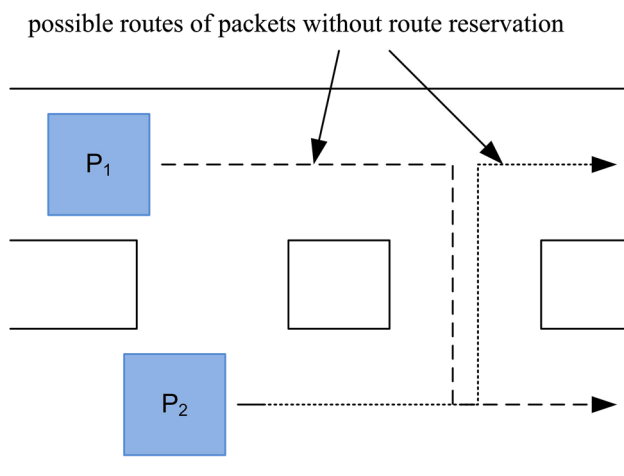 possible routes of packets without route reservation
P₁
P₂